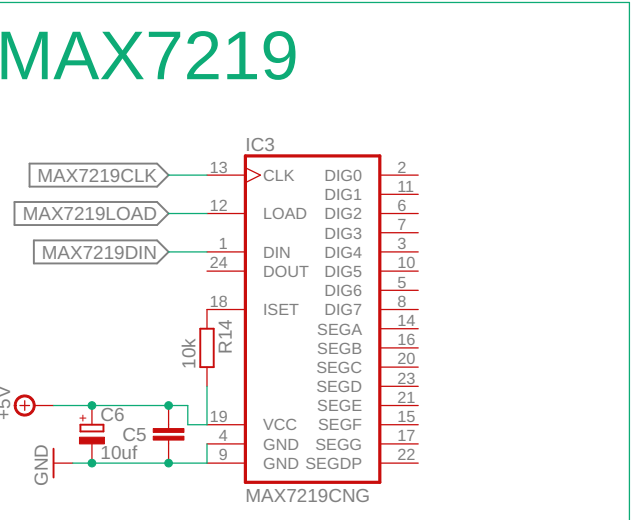 MAX7219
IC3
MAX7219CLK 13 CLK DIG0 2
DIG1 11
MAX7219LOAD 12 LOAD DIG2 6
DIG3 7
MAX7219DIN 1 DIN DIG4 3
24 DOUT DIG5 10
DIG6 5
18 ISET DIG7 8
SEGA 14
10k R14 SEGB 16
SEGC 20
SEGD 23
+5V SEGE 21
+ C6 19 VCC SEGF 15
C5 4 GND SEGG 17
GND 10uf 9 GND SEGDP 22
MAX7219CNG